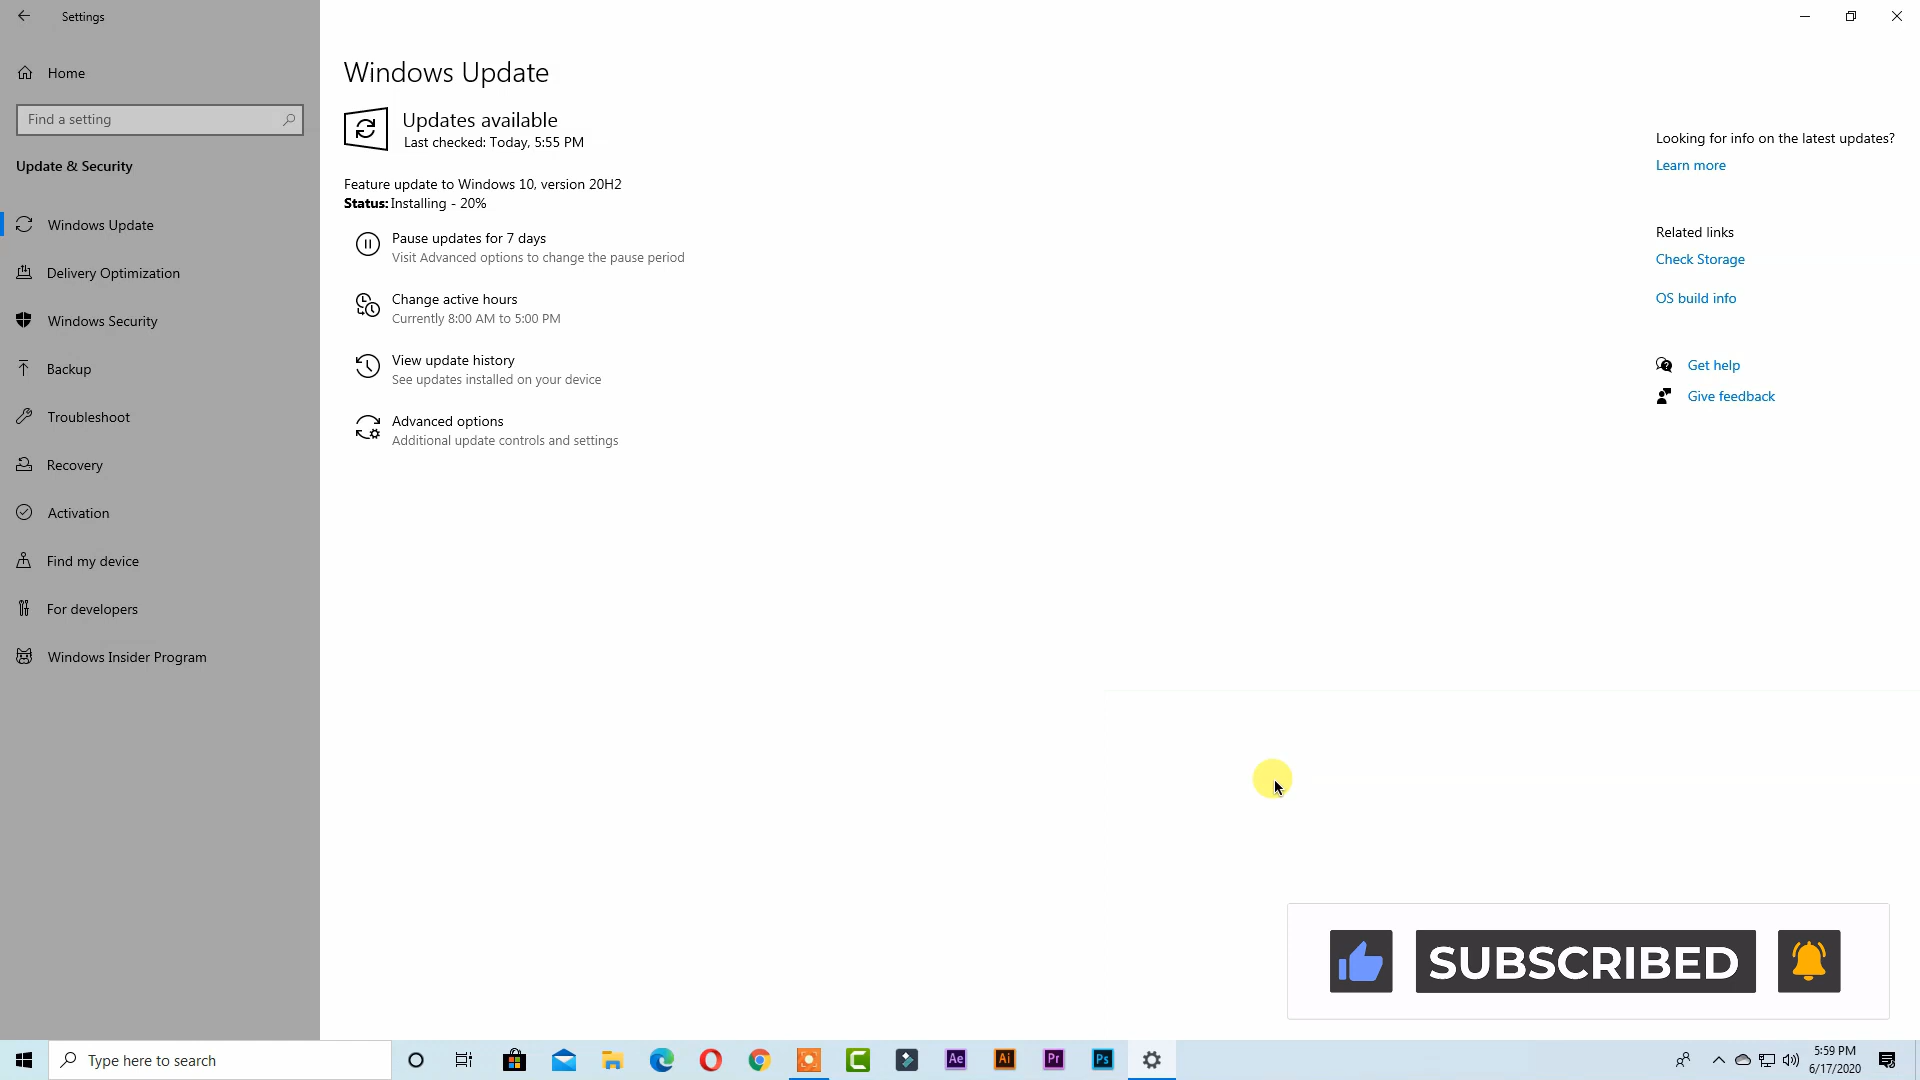 Settings
Home
Find a setting
Update & Security
Windows Update
Delivery Optimization
Windows Security
Backup
Troubleshoot
Recovery
Activation
Find my device
For developers
Windows Insider Program
Windows Update
Updates available
Last checked: Today, 5:55 PM
Feature update to Windows 10, version 20H2
Status: Installing - 20%
Pause updates for 7 days
Visit Advanced options to change the pause period
Change active hours
Currently 8:00 AM to 5:00 PM
View update history
See updates installed on your device
Advanced options
Additional update controls and settings
Looking for info on the latest updates?
Learn more
Related links
Check Storage
OS build info
Get help
Give feedback
SUBSCRIBED
Type here to search
Ae
Ai
Pr
Ps
5:59 PM
6/17/2020